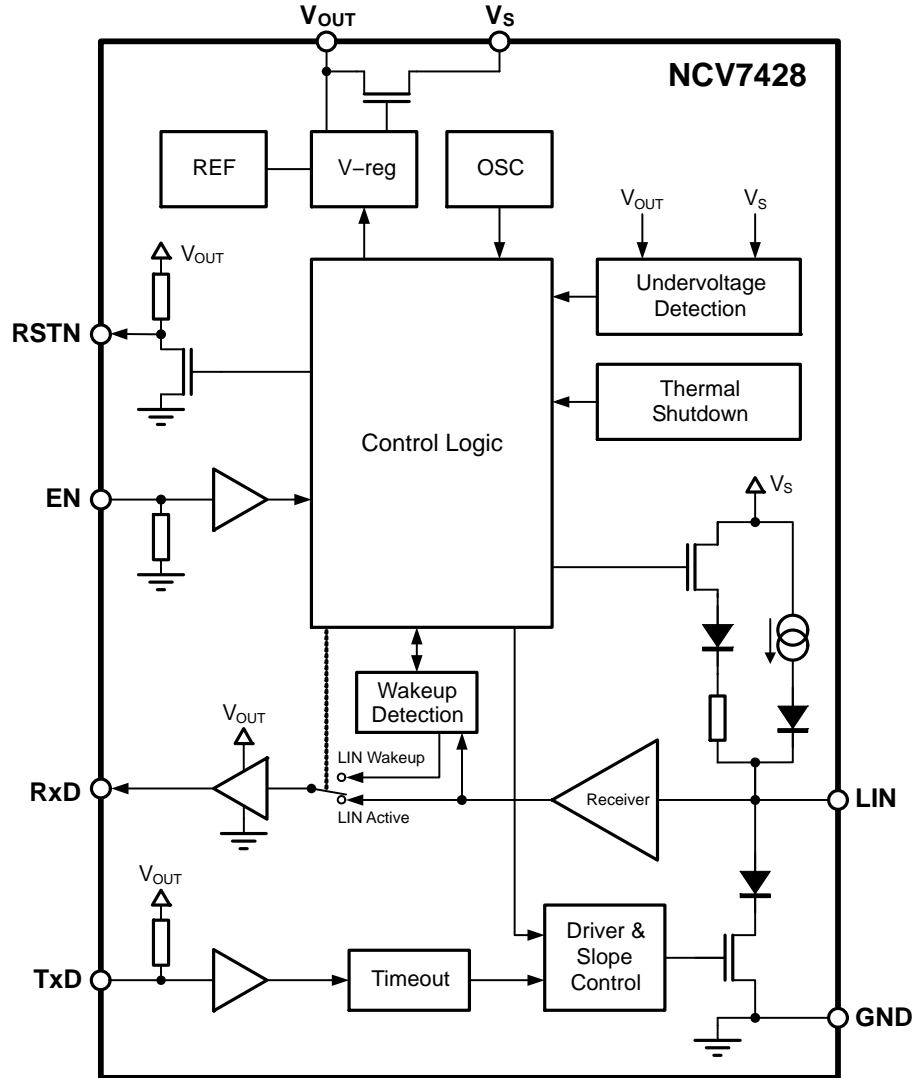 VOUT
VS
NCV7428
REF
V–reg
OSC
VOUT
VS
VOUT
Undervoltage
Detection
RSTN
Thermal
Shutdown
Control Logic
EN
VS
Wakeup
Detection
VOUT
LIN Wakeup
RxD
Receiver
LIN
LIN Active
VOUT
Driver &
Slope
Control
TxD
Timeout
GND